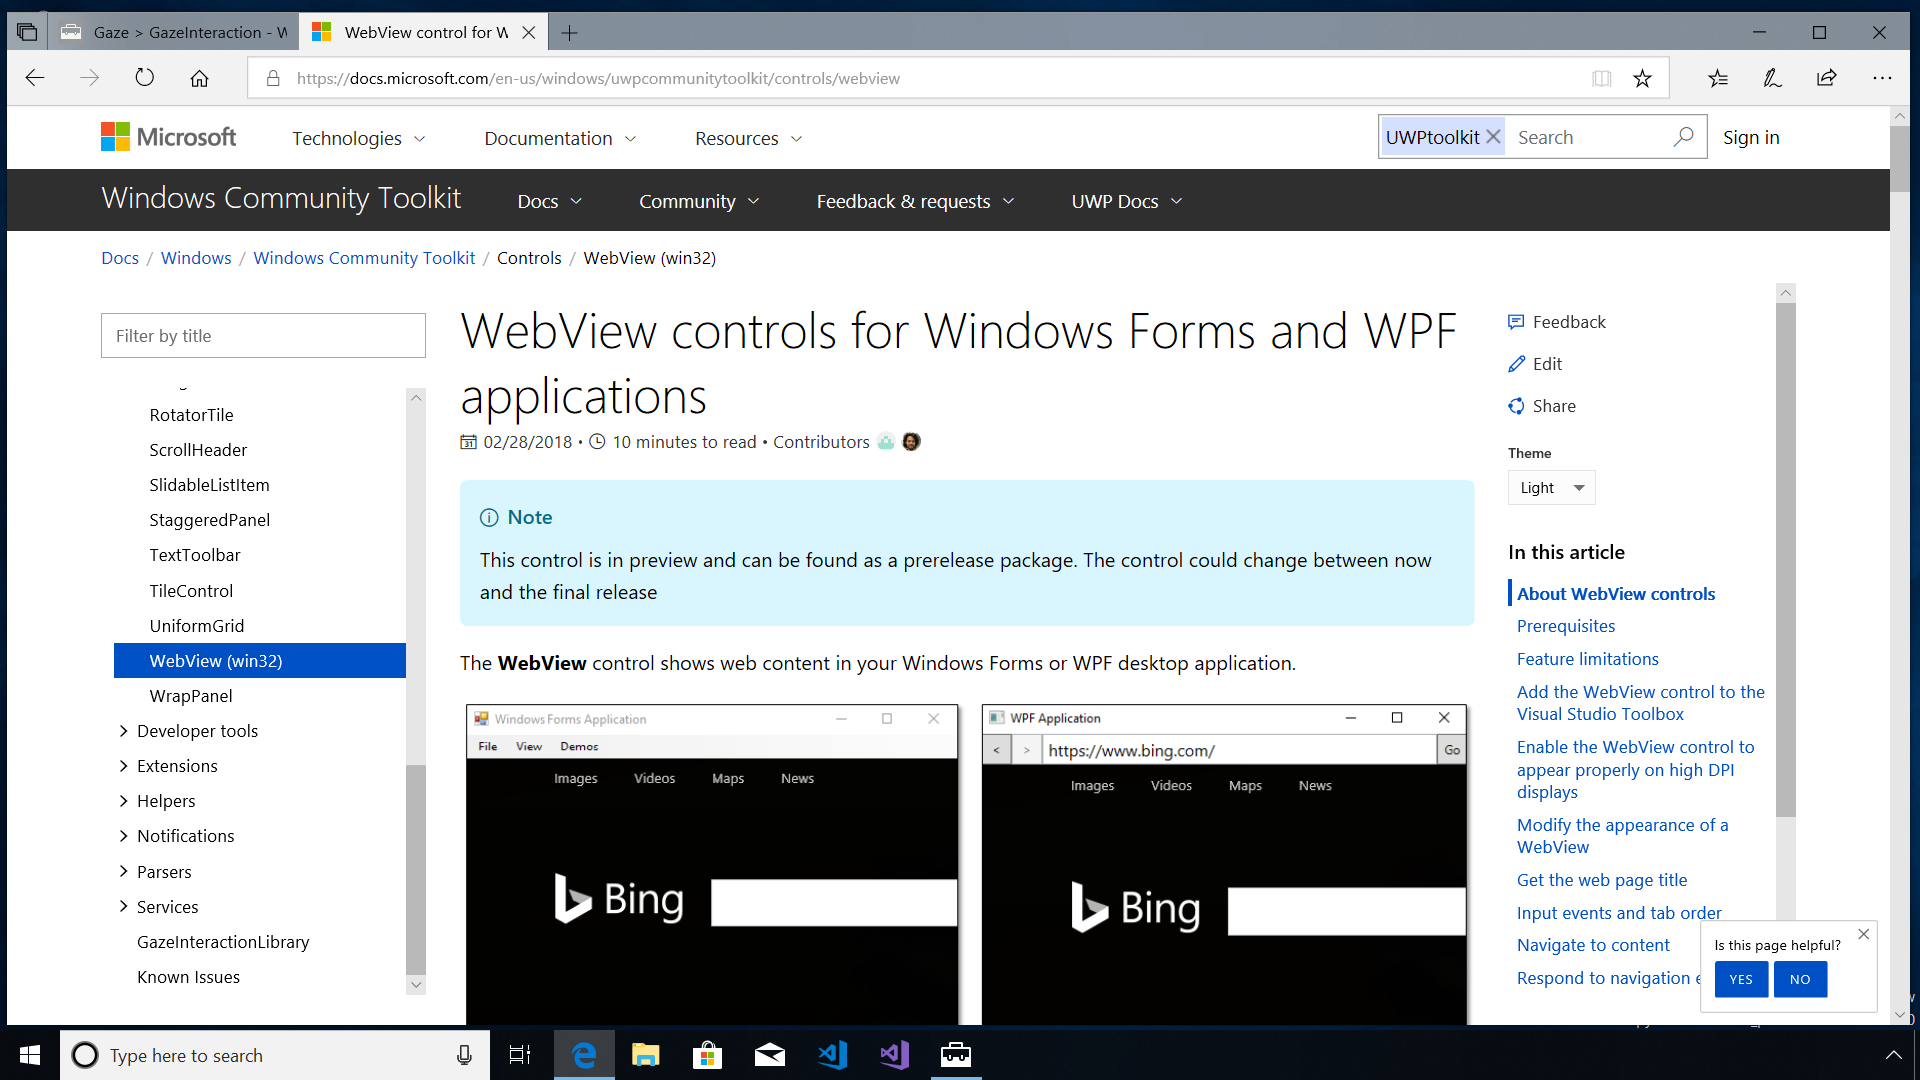 Gaze > GazeInteraction - W
WebView control for W
https://docs.microsoft.com/en-us/windows/uwpcommunitytoolkit/controls/webview
Microsoft
Technologies
Documentation
Resources
UWPtoolkit
Search
Sign in
Windows Community Toolkit
Docs
Community
Feedback & requests
UWP Docs
Docs / Windows / Windows Community Toolkit / Controls / WebView (win32)
Filter by title
RotatorTile
ScrollHeader
SlidableListItem
StaggeredPanel
TextToolbar
TileControl
UniformGrid
WebView (win32)
WrapPanel
Developer tools
Extensions
Helpers
Notifications
Parsers
Services
GazeInteractionLibrary
Known Issues
WebView controls for Windows Forms and WPF
applications
02/28/2018 • 10 minutes to read • Contributors
Note
This control is in preview and can be found as a prerelease package. The control could change between now
and the final release
The WebView control shows web content in your Windows Forms or WPF desktop application.
Windows Forms Application
File View Demos
Images Videos Maps News
Bing
WPF Application
< > https://www.bing.com/ Go
Images Videos Maps News
Bing
Feedback
Edit
Share
Theme
Light
In this article
About WebView controls
Prerequisites
Feature limitations
Add the WebView control to the
Visual Studio Toolbox
Enable the WebView control to
appear properly on high DPI
displays
Modify the appearance of a
WebView
Get the web page title
Input events and tab order
Navigate to content
Respond to navigation e
Is this page helpful?
YES NO
Type here to search